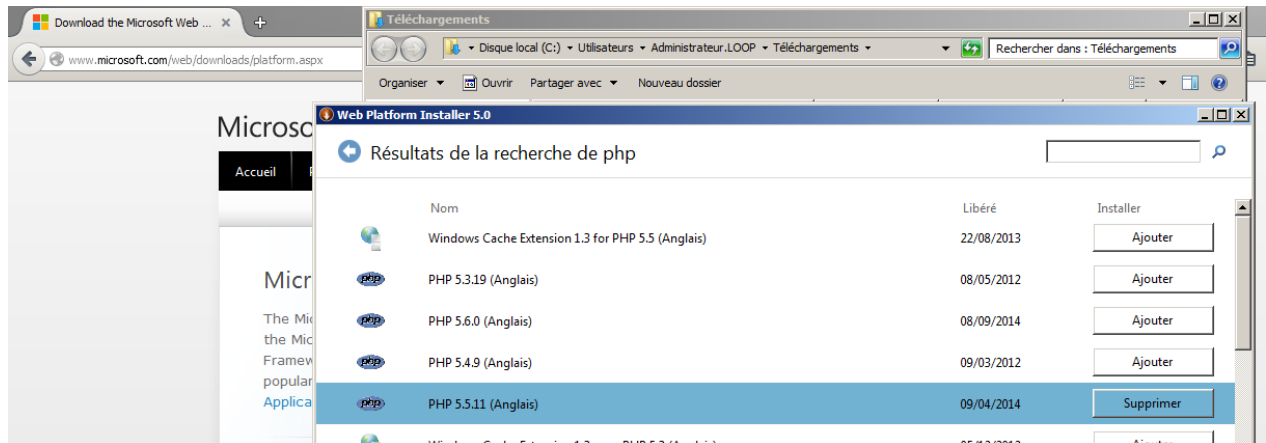 Download the Microsoft Web ...
www.microsoft.com/web/downloads/platform.aspx
Téléchargements
Disque local (C:) Utilisateurs Administrateur.LOOP Téléchargements
Rechercher dans : Téléchargements
Organiser Ouvrir Partager avec Nouveau dossier
Microso
Accueil
Micr
The Mic
the Mic
Framew
popular
Applica
Web Platform Installer 5.0
Résultats de la recherche de php
Nom Libéré Installer
Windows Cache Extension 1.3 for PHP 5.5 (Anglais) 22/08/2013 Ajouter
PHP 5.3.19 (Anglais) 08/05/2012 Ajouter
PHP 5.6.0 (Anglais) 08/09/2014 Ajouter
PHP 5.4.9 (Anglais) 09/03/2012 Ajouter
PHP 5.5.11 (Anglais) 09/04/2014 Supprimer